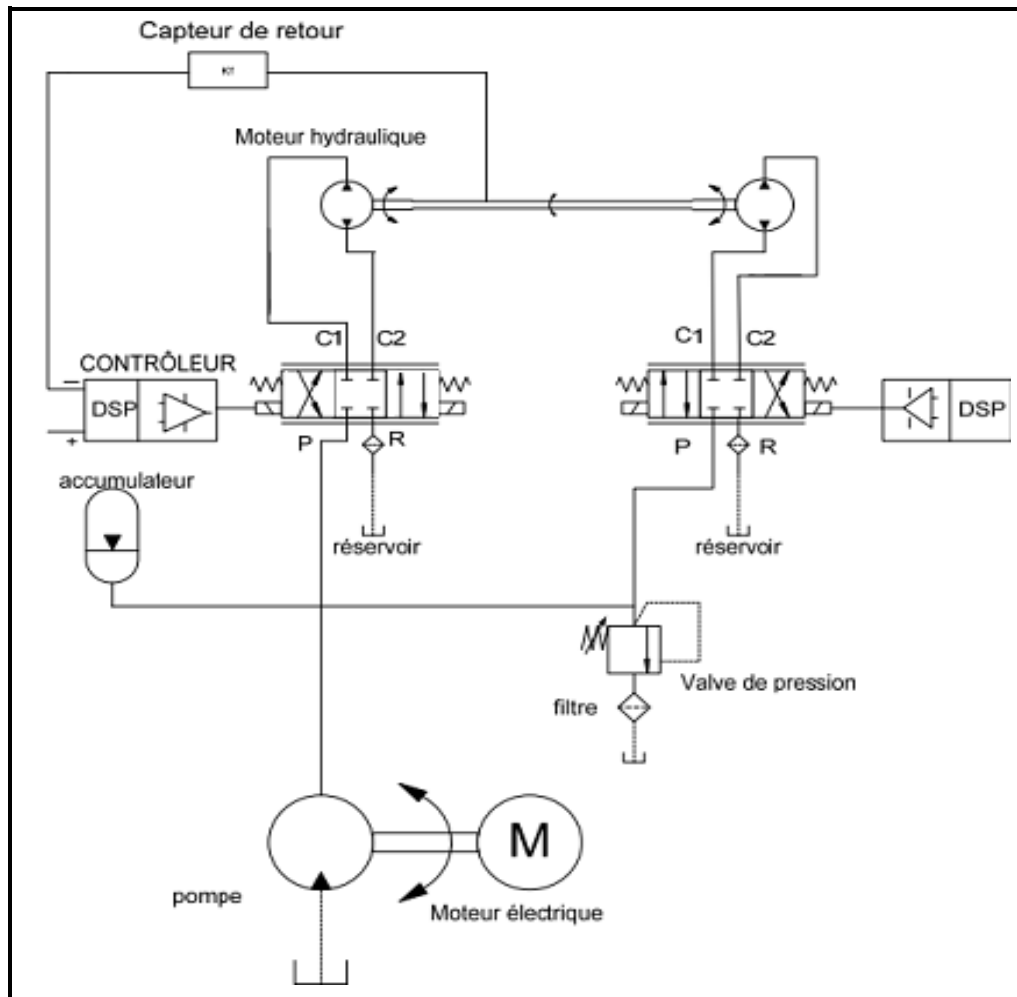 Capteur de retour
Moteur hydraulique
C1 C2
C1 C2
CONTRÔLEUR
DSP
DSP
P R
P R
accumulateur
réservoir
réservoir
Valve de pression
filtre
M
pompe
Moteur électrique